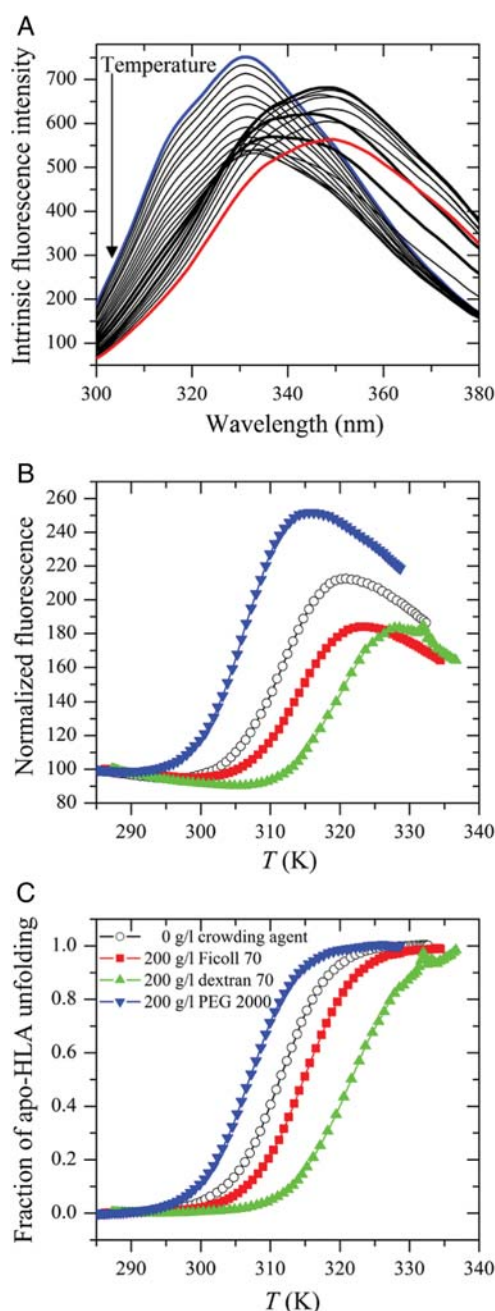 A
Temperature
700
600
500
400
300
200
100
Intrinsic fluorescence intensity
300 320 340 360 380
Wavelength (nm)
B
260
240
220
200
180
160
140
120
100
80
Normalized fluorescence
290 300 310 320 330 340
T (K)
C
0 g/l crowding agent
200 g/l Ficoll 70
200 g/l dextran 70
200 g/l PEG 2000
1.0
0.8
0.6
0.4
0.2
0.0
Fraction of apo-HLA unfolding
290 300 310 320 330 340
T (K)